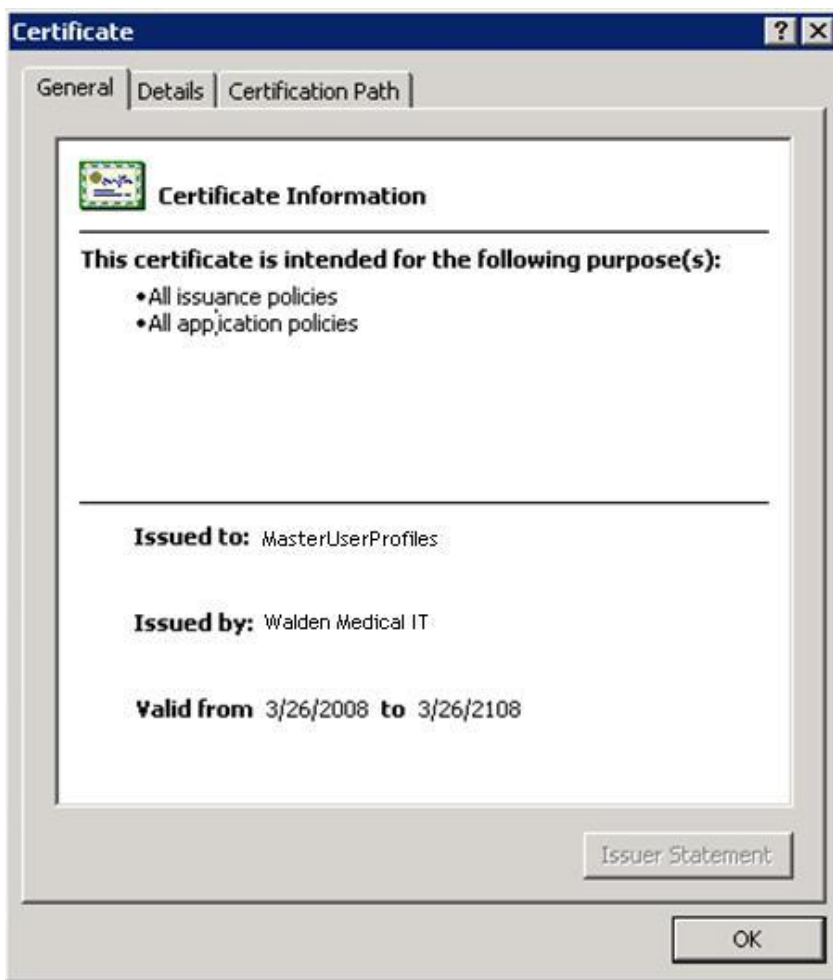 Certificate
General Details Certification Path
Certificate Information
This certificate is intended for the following purpose(s):
•All issuance policies
•All application policies
Issued to: MasterUserProfiles
Issued by: Walden Medical IT
Valid from 3/26/2008 to 3/26/2108
Issuer Statement
OK